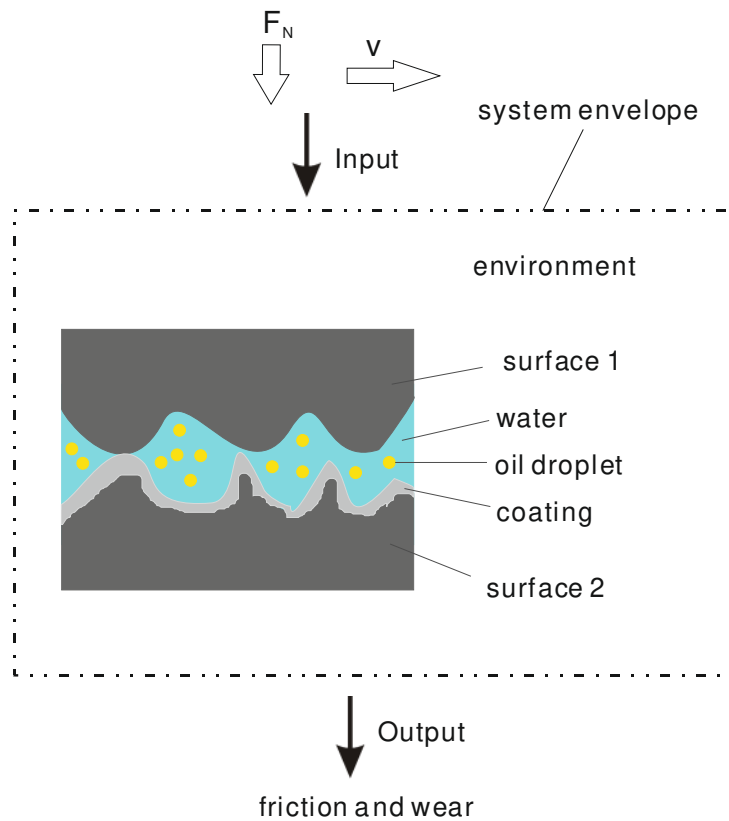 F_N
v
system envelope
Input
environment
surface 1
water
oil droplet
coating
surface 2
Output
friction and wear